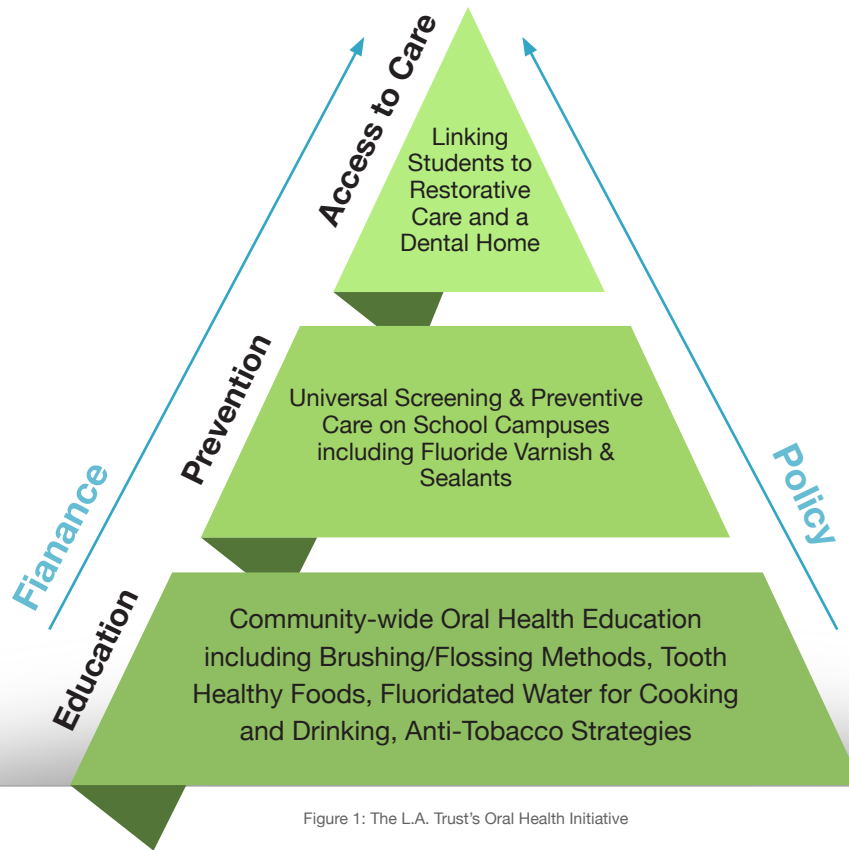 Access to Care
Linking
Students to
Restorative
Care and a
Dental Home
Prevention
Universal Screening & Preventive
Care on School Campuses
including Fluoride Varnish &
Sealants
Fianance
Policy
Education
Community-wide Oral Health Education
including Brushing/Flossing Methods, Tooth
Healthy Foods, Fluoridated Water for Cooking
and Drinking, Anti-Tobacco Strategies
Figure 1: The L.A. Trust's Oral Health Initiative